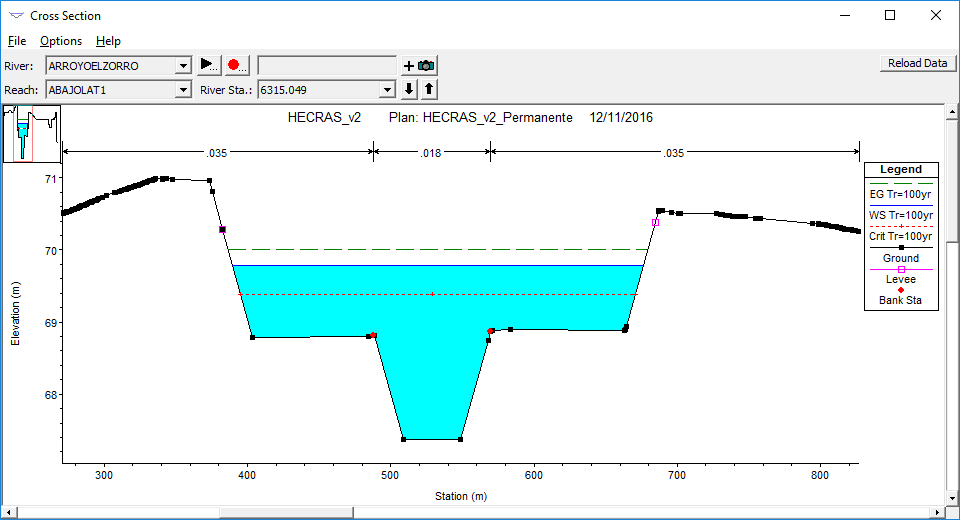 Cross Section
File Options Help
River: ARROYOELZORRO
Reload Data
Reach: ABAJOLAT1 River Sta.: 6315.049
HECRAS_v2 Plan: HECRAS_v2_Permanente 12/11/2016
.035 .018 .035
71
70
69
68
Elevation (m)
300 400 500 600 700 800
Station (m)
Legend
EG Tr=100yr
WS Tr=100yr
Crit Tr=100yr
Ground
Levee
Bank Sta